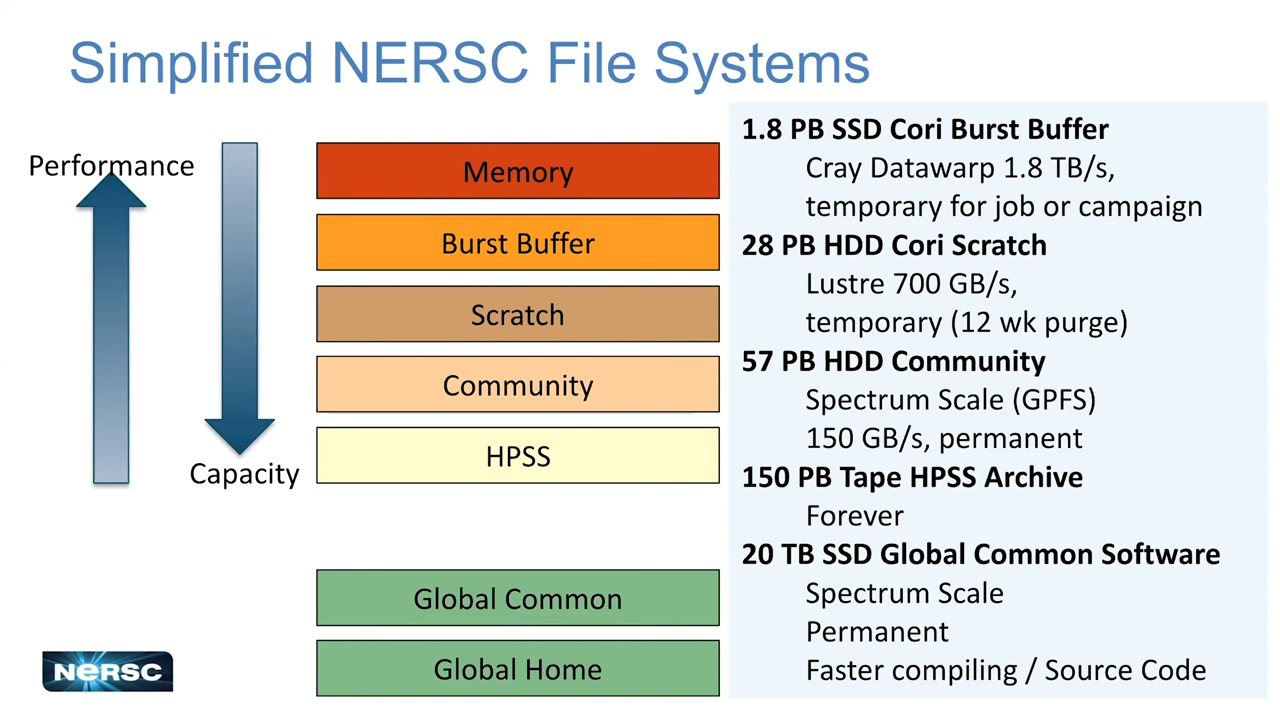 Simplified NERSC File Systems
Performance
Capacity
Memory
Burst Buffer
Scratch
Community
HPSS
Global Common
Global Home
1.8 PB SSD Cori Burst Buffer
Cray Datawarp 1.8 TB/s,
temporary for job or campaign
28 PB HDD Cori Scratch
Lustre 700 GB/s,
temporary (12 wk purge)
57 PB HDD Community
Spectrum Scale (GPFS)
150 GB/s, permanent
150 PB Tape HPSS Archive
Forever
20 TB SSD Global Common Software
Spectrum Scale
Permanent
Faster compiling / Source Code
NERSC